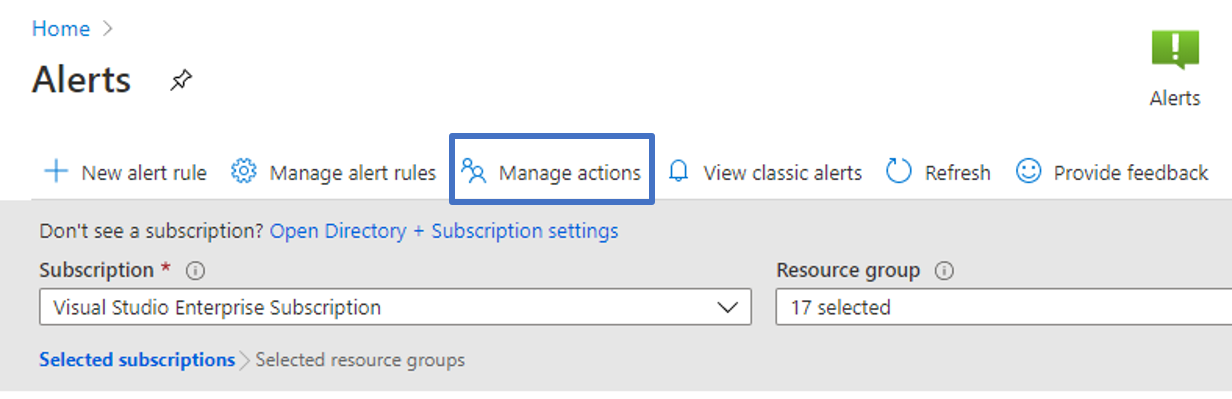 Home
Alerts
Alerts
New alert rule Manage alert rules Manage actions View classic alerts Refresh Provide feedback
Don't see a subscription? Open Directory + Subscription settings
Subscription * Resource group
Visual Studio Enterprise Subscription 17 selected
Selected subscriptions Selected resource groups